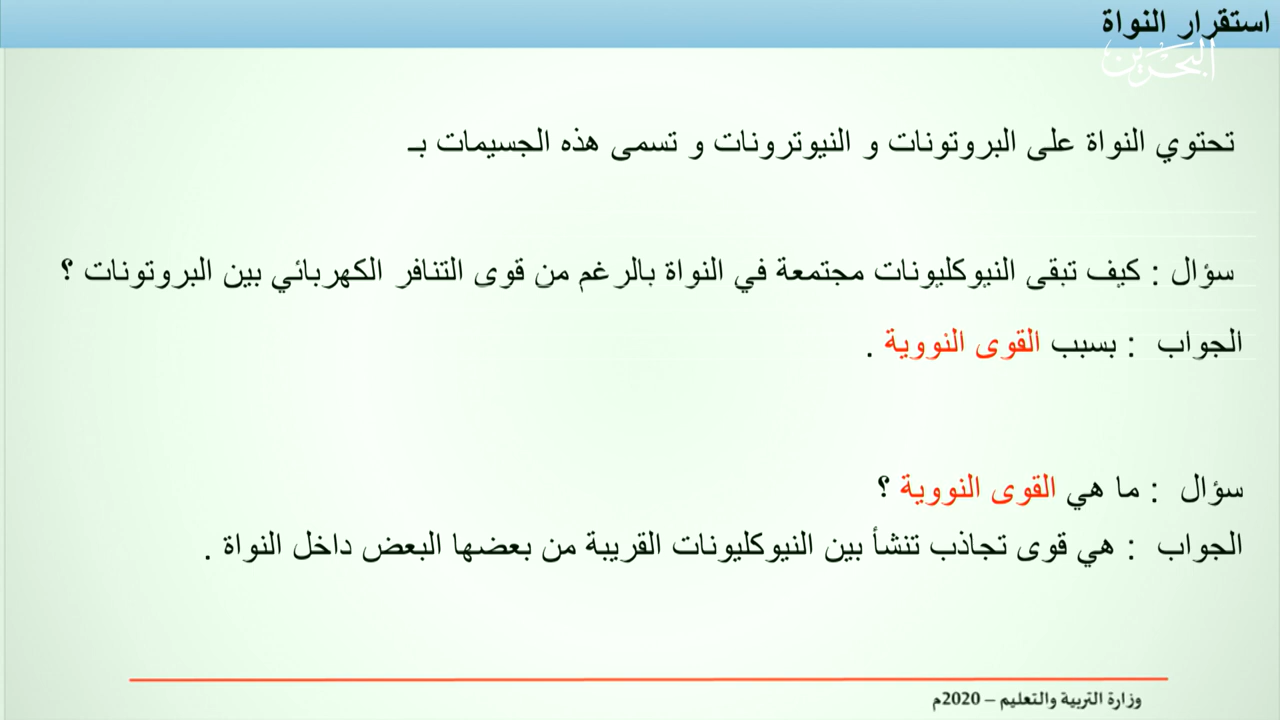 استقرار النواة
البحرين
تحتوي النواة على البروتونات و النيوترونات و تسمى هذه الجسيمات بـ
سؤال : كيف تبقى النيوكليونات مجتمعة في النواة بالرغم من قوى التنافر الكهربائي بين البروتونات ؟
الجواب : بسبب القوى النووية .
سؤال : ما هي القوى النووية ؟
الجواب : هي قوى تجاذب تنشأ بين النيوكليونات القريبة من بعضها البعض داخل النواة .
وزارة التربية والتعليم – 2020م